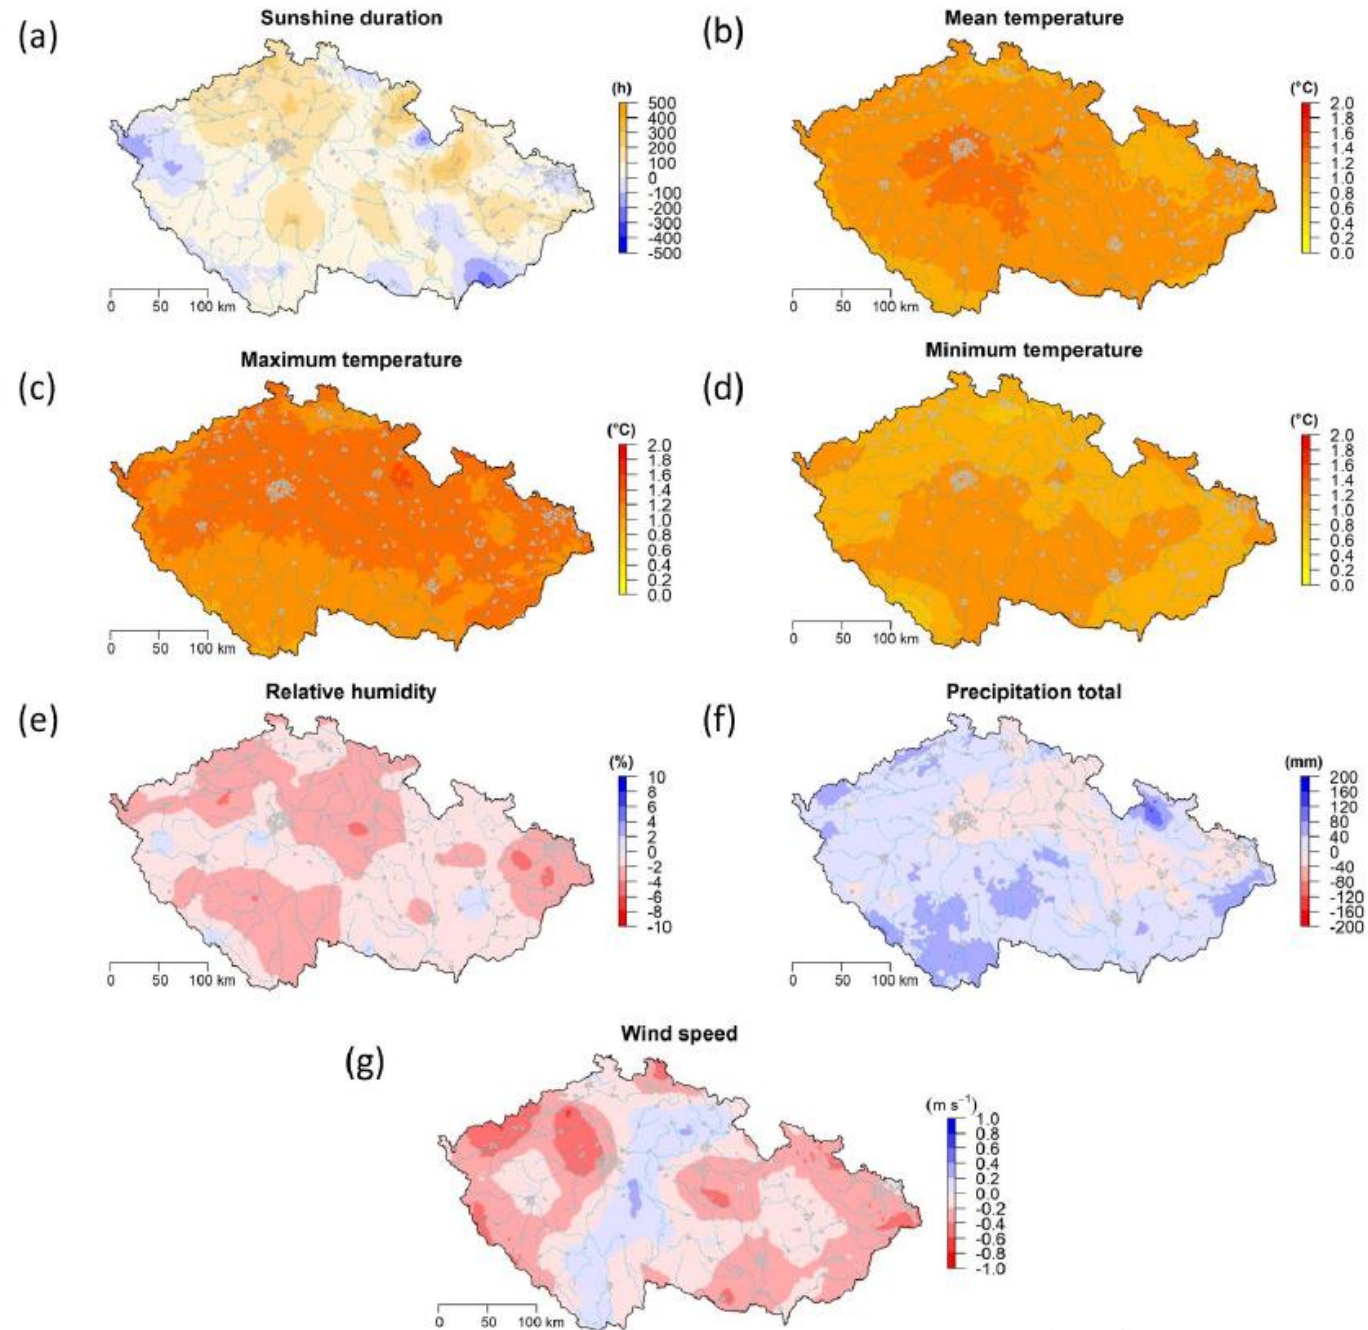 (a)
Sunshine duration
(h)
500
400
300
200
100
0
-100
-200
-300
-400
-500
0 50 100 km
(b)
Mean temperature
(°C)
2.0
1.8
1.6
1.4
1.2
1.0
0.8
0.6
0.4
0.2
0.0
0 50 100 km
(c)
Maximum temperature
(°C)
2.0
1.8
1.6
1.4
1.2
1.0
0.8
0.6
0.4
0.2
0.0
0 50 100 km
(d)
Minimum temperature
(°C)
2.0
1.8
1.6
1.4
1.2
1.0
0.8
0.6
0.4
0.2
0.0
0 50 100 km
(e)
Relative humidity
(%)
10
8
6
4
2
0
-2
-4
-6
-8
-10
0 50 100 km
(f)
Precipitation total
(mm)
200
160
120
80
40
0
-40
-80
-120
-160
-200
0 50 100 km
(g)
Wind speed
(m s⁻¹)
1.0
0.8
0.6
0.4
0.2
0.0
-0.2
-0.4
-0.6
-0.8
-1.0
0 50 100 km